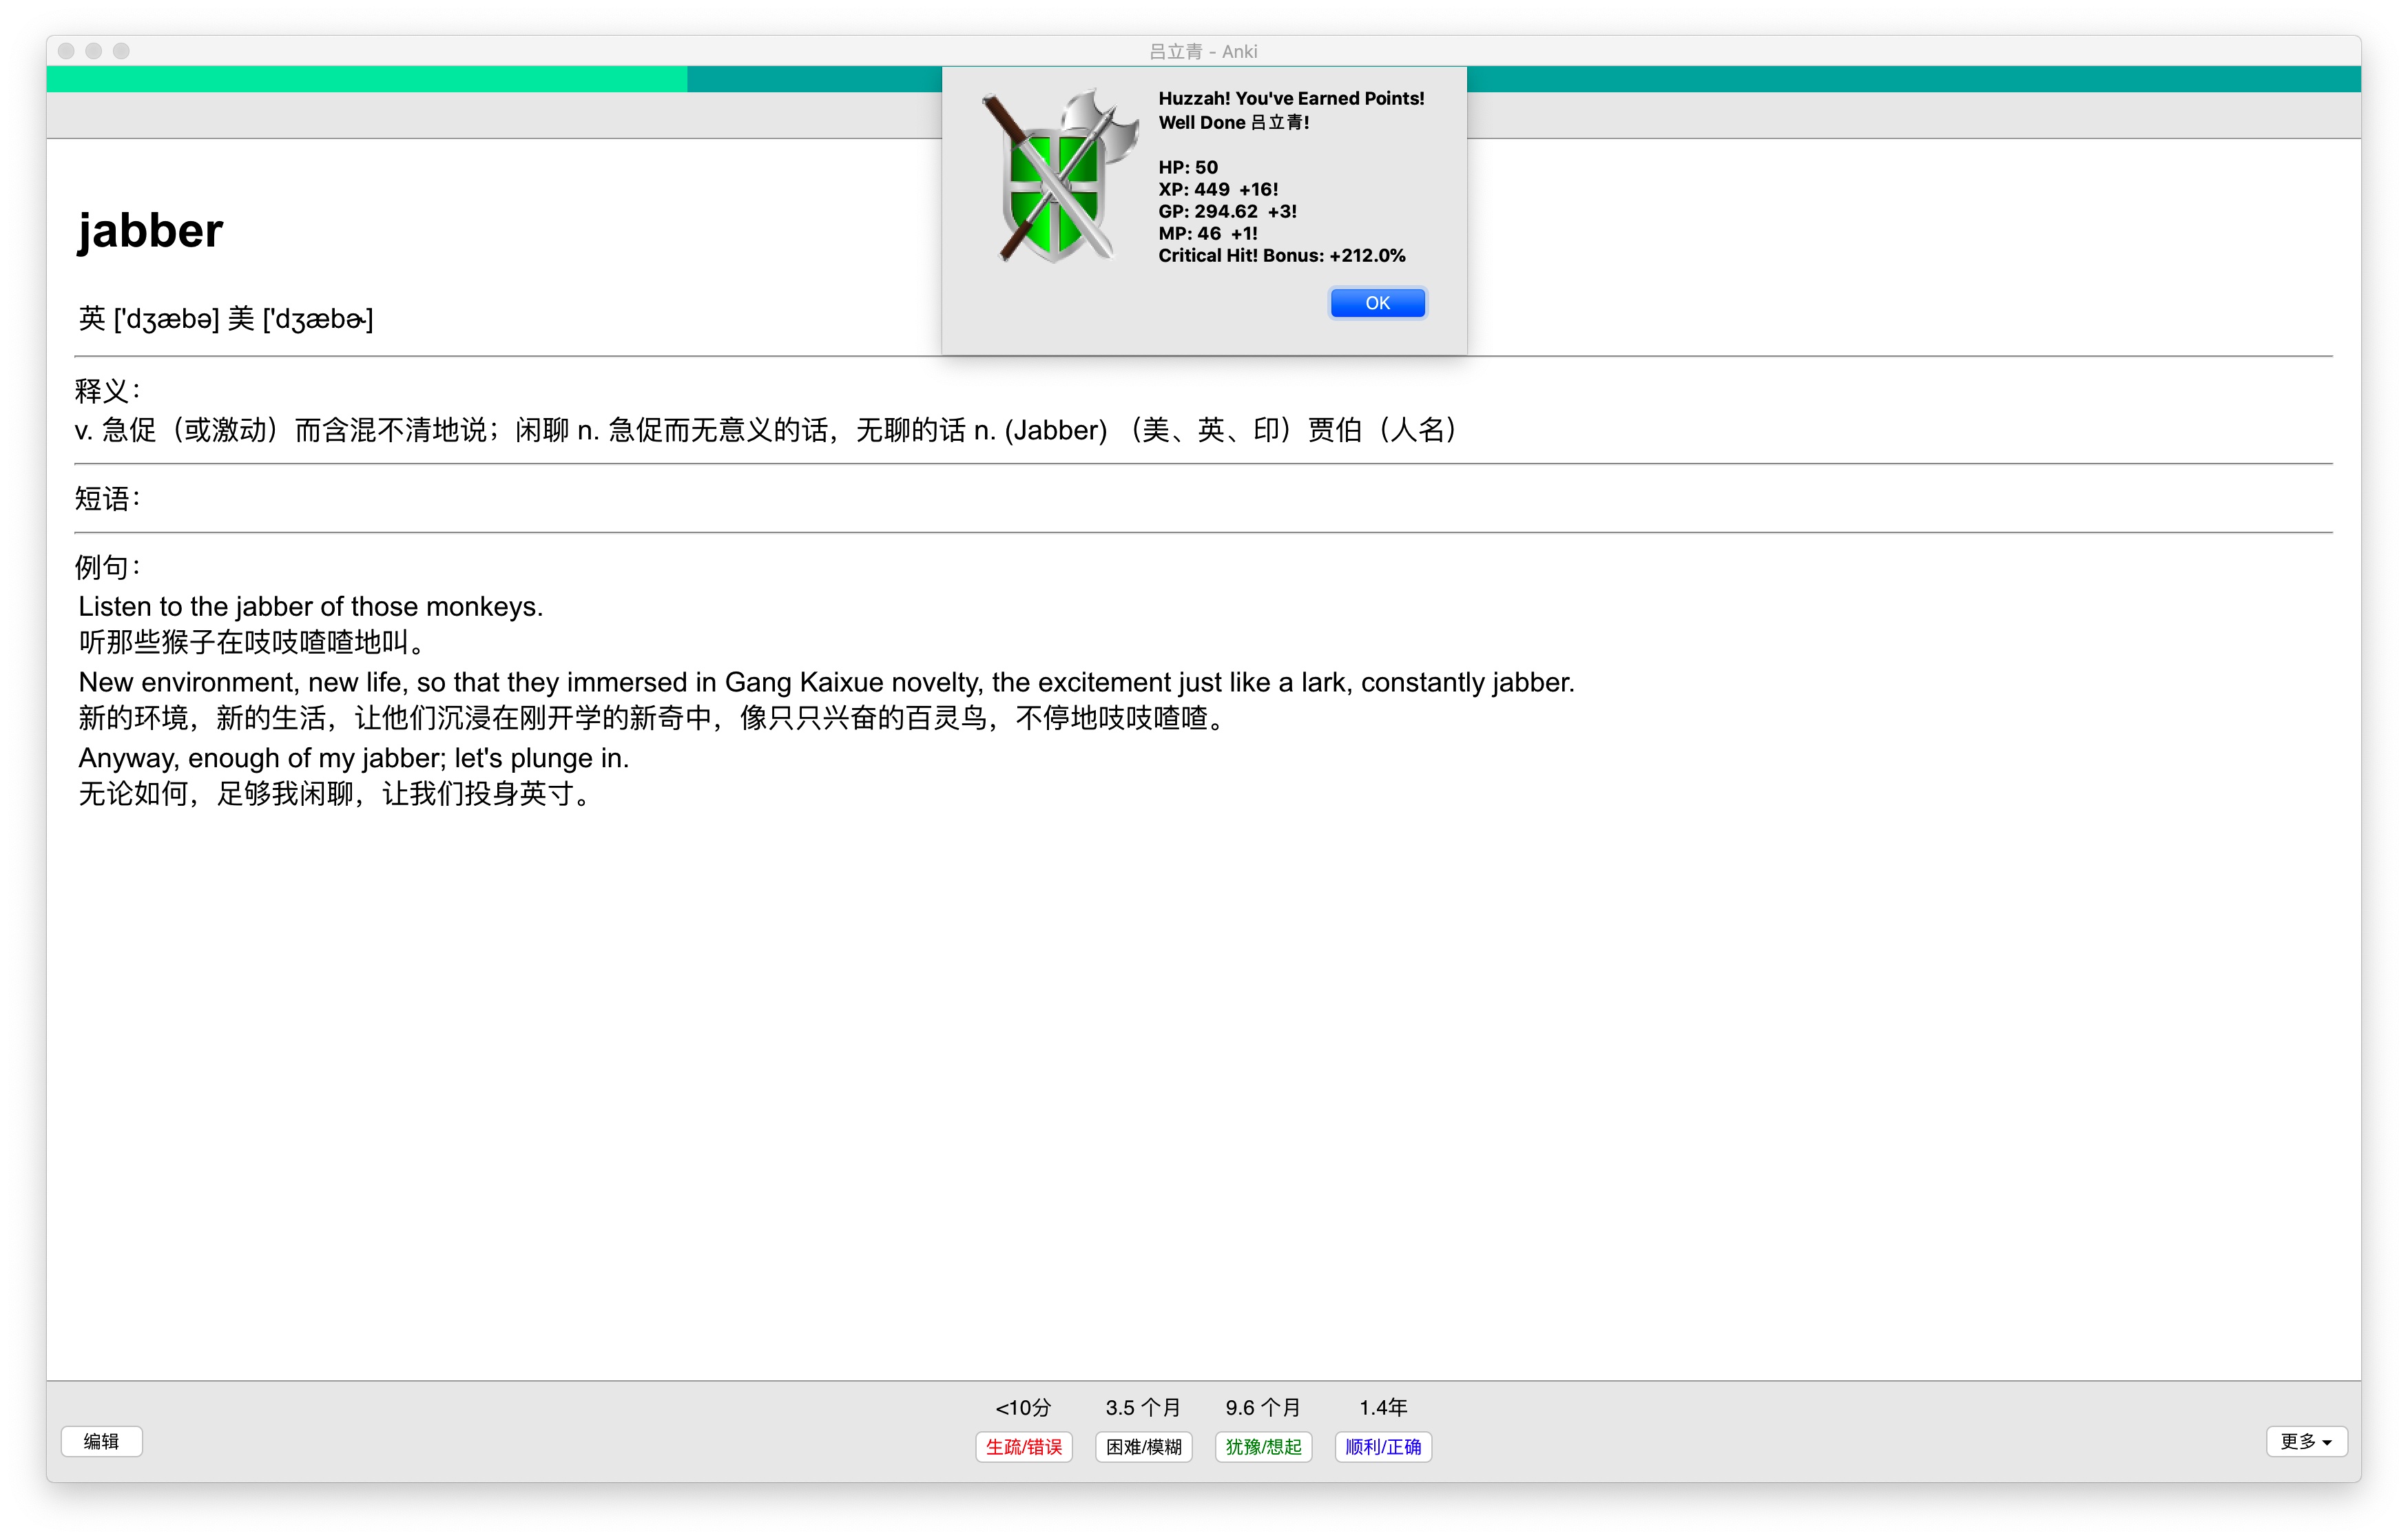 吕立青 - Anki
Huzzah! You've Earned Points!
Well Done 吕立青!
HP: 50
XP: 449 +16!
GP: 294.62 +3!
MP: 46 +1!
Critical Hit! Bonus: +212.0%
OK
jabber
英 ['dʒæbə] 美 ['dʒæbɚ]
释义：
v. 急促（或激动）而含混不清地说；闲聊 n. 急促而无意义的话，无聊的话 n. (Jabber) （美、英、印）贾伯（人名）
短语：
例句：
Listen to the jabber of those monkeys.
听那些猴子在吱吱喳喳地叫。
New environment, new life, so that they immersed in Gang Kaixue novelty, the excitement just like a lark, constantly jabber.
新的环境，新的生活，让他们沉浸在刚开学的新奇中，像只只兴奋的百灵鸟，不停地吱吱喳喳。
Anyway, enough of my jabber; let's plunge in.
无论如何，足够我闲聊，让我们投身英寸。
<10分 3.5 个月 9.6 个月 1.4年
编辑 生疏/错误 困难/模糊 犹豫/想起 顺利/正确 更多